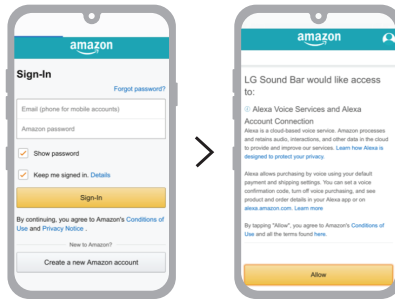 amazon
Sign-In
Forgot password?
Email (phone for mobile accounts)
Amazon password
Show password
Keep me signed in. Details
Sign-In
By continuing, you agree to Amazon's Conditions of
Use and Privacy Notice .
New to Amazon?
Create a new Amazon account
amazon
LG Sound Bar would like access
to:
Alexa Voice Services and Alexa
Account Connection
Alexa is a cloud-based voice service. Amazon processes
and retains audio, interactions, and other data in the cloud
to provide and improve our services. Learn how Alexa is
designed to protect your privacy.
Alexa allows purchasing by voice using your default
payment and shipping settings. You can set a voice
confirmation code, turn off voice purchasing, and see
product and order details in your Alexa app or on
alexa.amazon.com. Learn more
By tapping "Allow", you agree to Amazon's Conditions of
Use and all the terms found here.
Allow